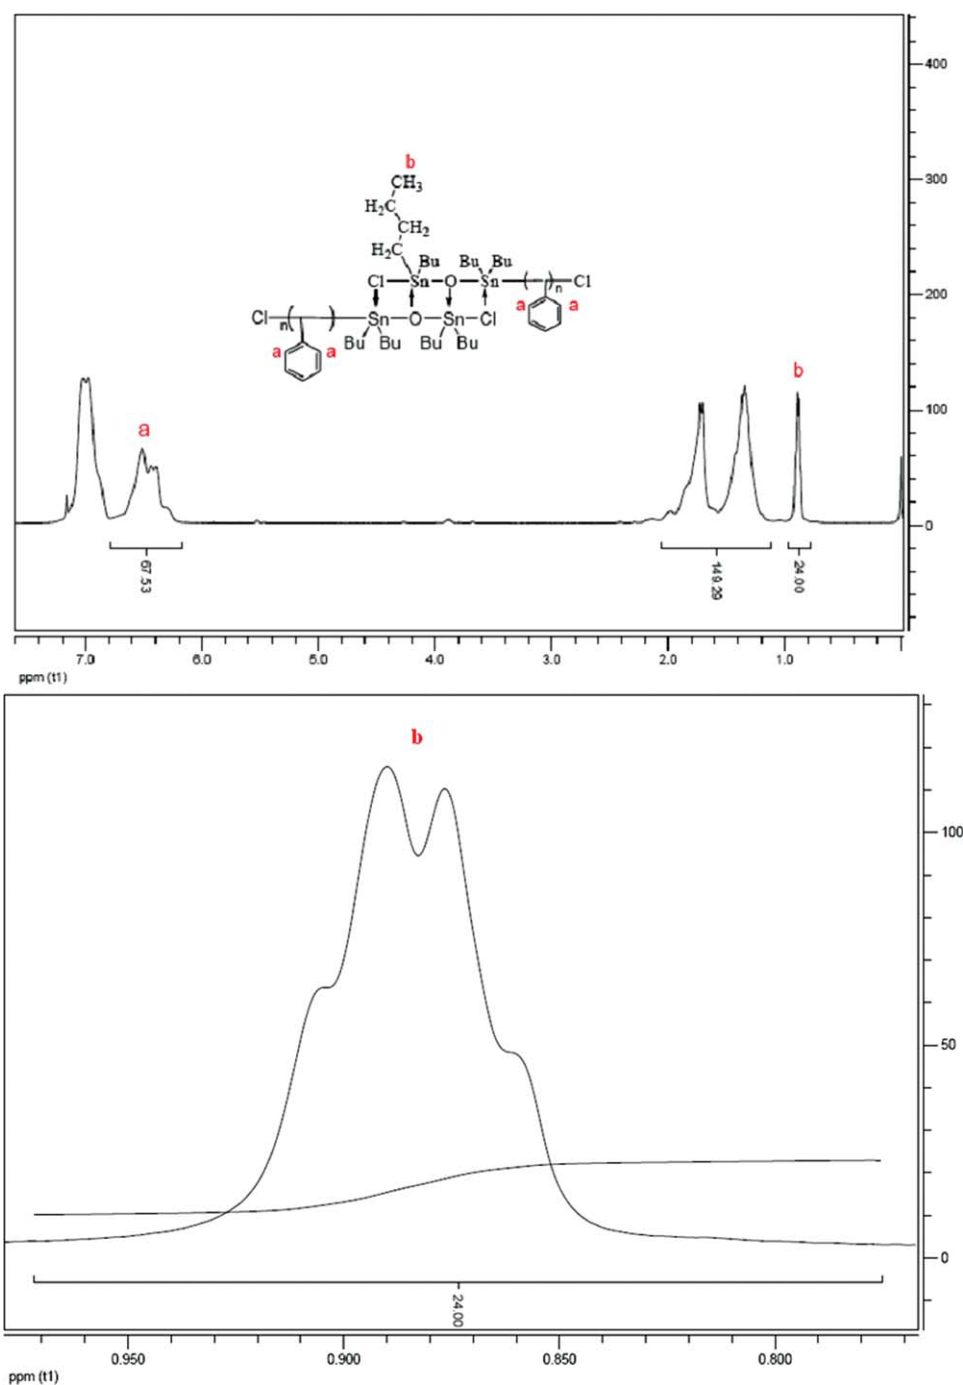 400
300
200
100
0
b
CH3
H2C
CH2
H2C
Bu
Bu Bu
Cl Sn O Sn ( ) n Cl
a a
Cl n ( ) Sn O Sn Cl
a a
Bu Bu Bu Bu
a
b
67.53
149.29
24.00
7.0 6.0 5.0 4.0 3.0 2.0 1.0
ppm (t1)
b
100
50
0
24.00
0.950 0.900 0.850 0.800
ppm (t1)